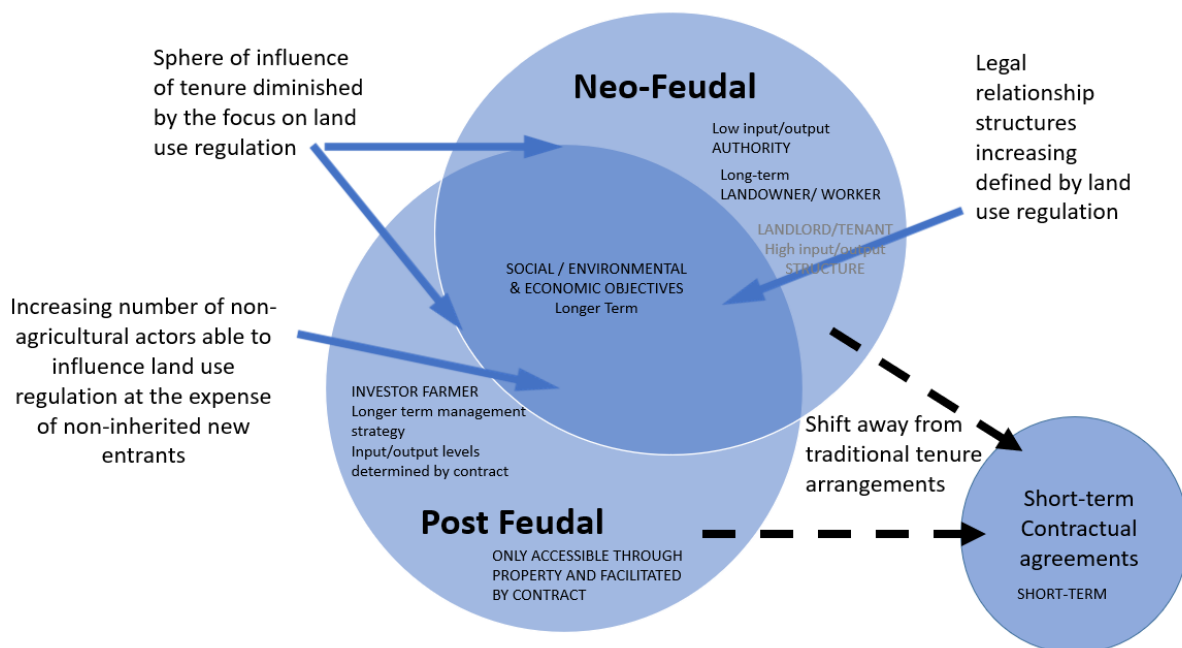 Sphere of influence
of tenure diminished
by the focus on land
use regulation
Neo-Feudal
Low input/output
AUTHORITY
Long-term
LANDOWNER/ WORKER
LANDLORD/TENANT
High input/output
STRUCTURE
Legal
relationship
structures
increasing
defined by land
use regulation
SOCIAL / ENVIRONMENTAL
& ECONOMIC OBJECTIVES
Longer Term
Increasing number of non-
agricultural actors able to
influence land use
regulation at the expense
of non-inherited new
entrants
INVESTOR FARMER
Longer term management
strategy
Input/output levels
determined by contract
Post Feudal
ONLY ACCESSIBLE THROUGH
PROPERTY AND FACILITATED
BY CONTRACT
Shift away from
traditional tenure
arrangements
Short-term
Contractual
agreements
SHORT-TERM